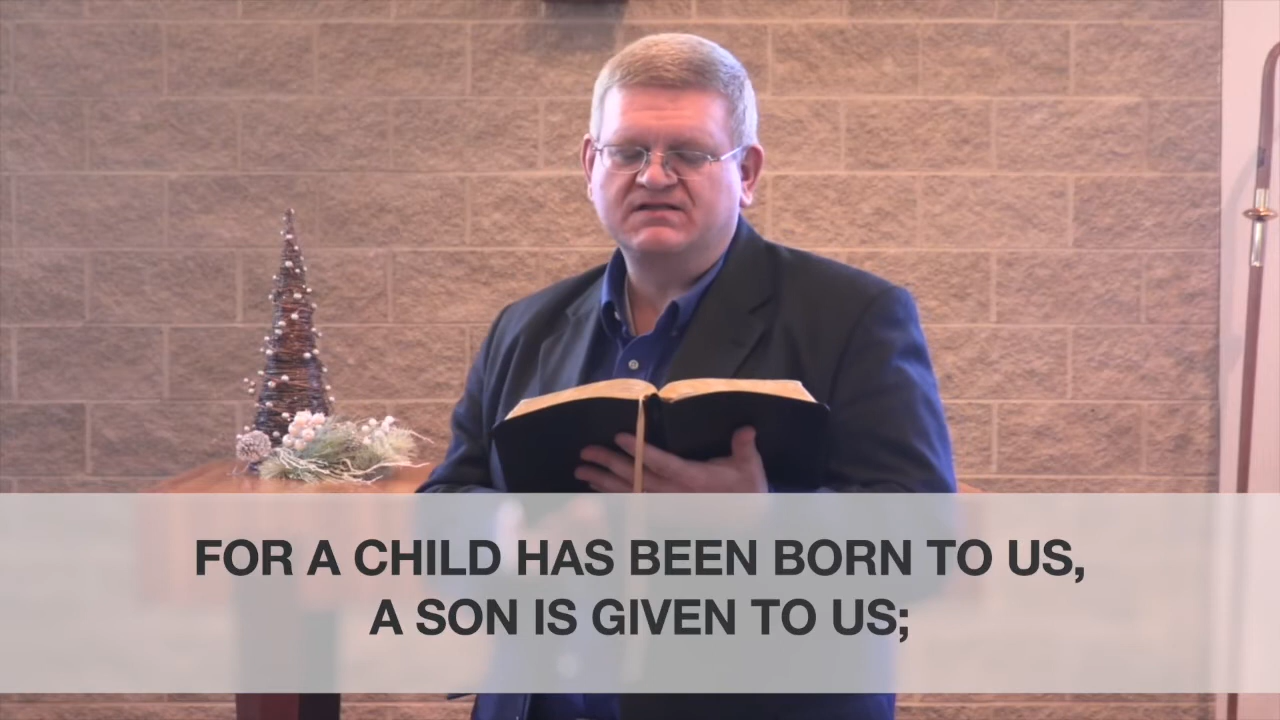 FOR A CHILD HAS BEEN BORN TO US,
A SON IS GIVEN TO US;